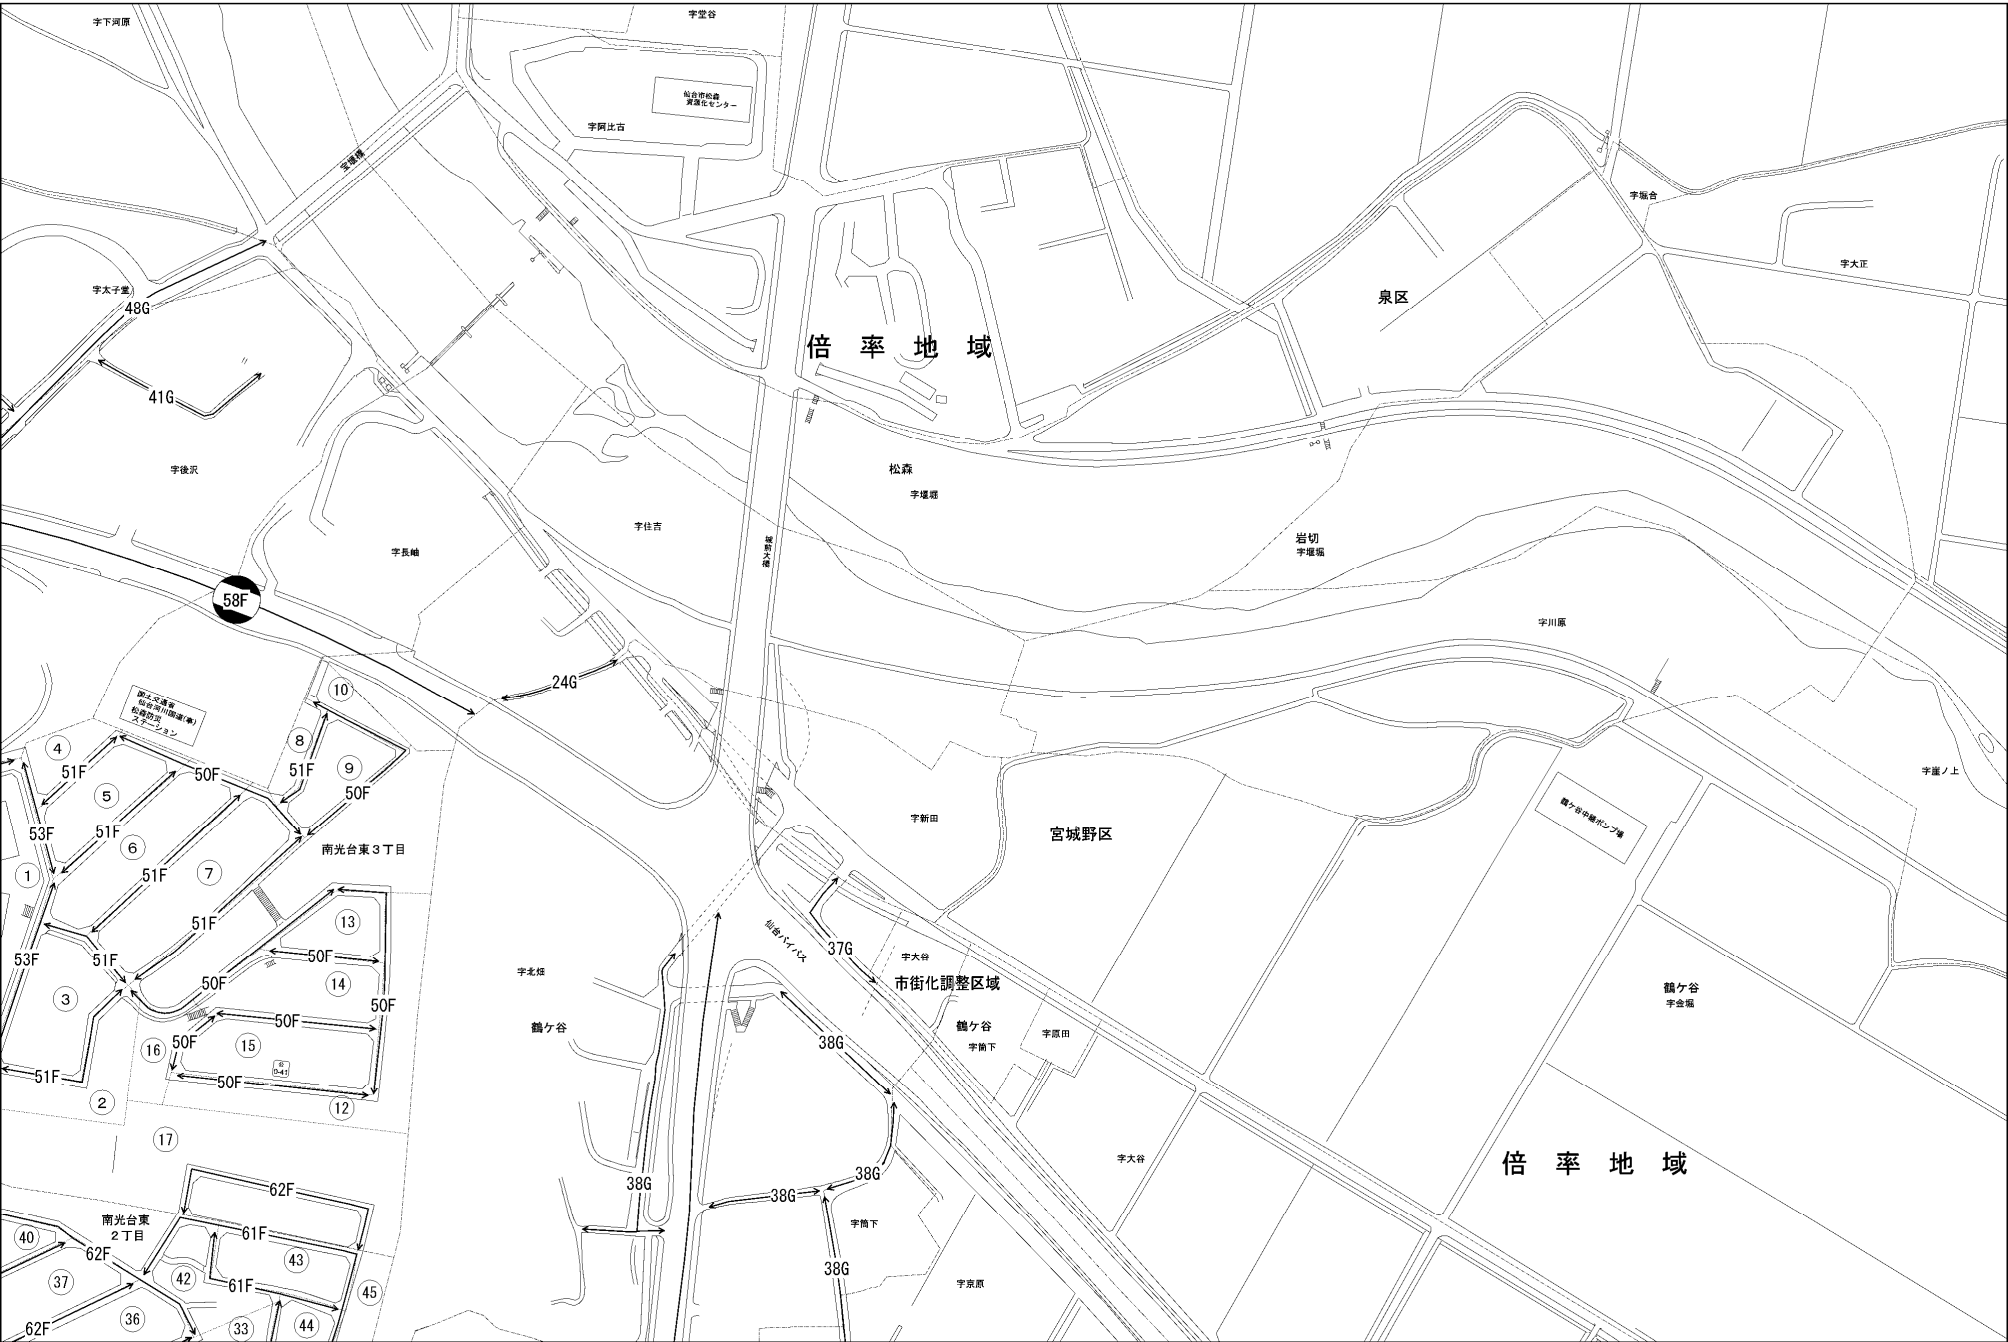 字下河原
字堂谷
仙台市松森
資源化センター
字阿比古
宝堰橋
字堀合
字大正
泉区
字太子堂
48G
倍率地域
41G
字後沢
松森
字堰堀
字住吉
城前大橋
岩切
字堰堀
字長岫
58F
字川原
24G
10
国土交通省
仙台河川国道(事)
松森防災
ステーション
4
8
51F
50F
51F
9
5
50F
字崖ノ上
鶴ケ谷中継ポンプ場
53F
51F
6
字新田
宮城野区
南光台東3丁目
1
51F
7
13
51F
仙台バイパス
37G
53F
51F
50F
字大谷
字北畑
3
50F
14
市街化調整区域
鶴ケ谷
字金堀
50F
50F
鶴ケ谷
鶴ケ谷
字筒下
字原田
16
50F
15
38G
公
D-41
51F
50F
2
12
17
字大谷
倍率地域
62F
38G
38G
38G
南光台東
2丁目
字筒下
40
62F
61F
43
38G
37
42
61F
45
字京原
36
62F
33
44